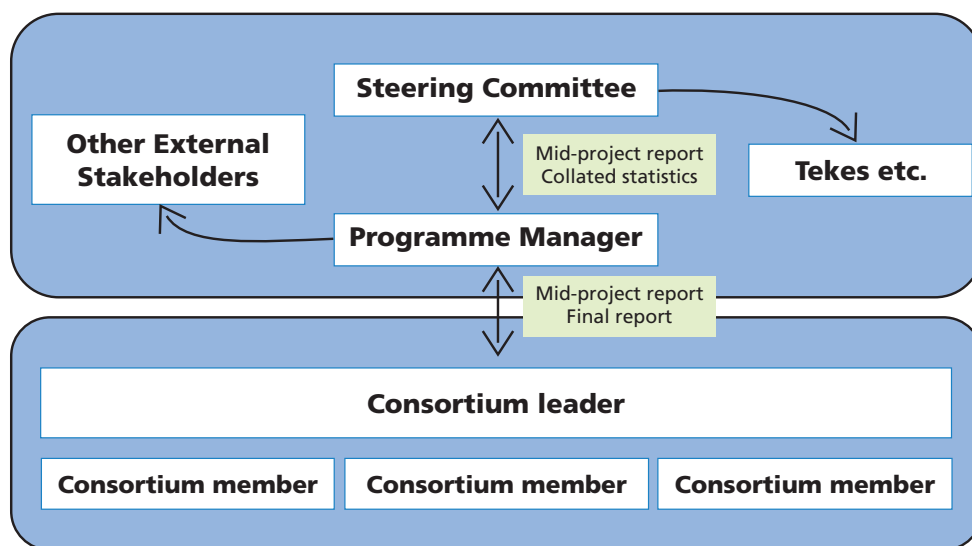 Steering Committee
Other External
Stakeholders
Mid-project report
Collated statistics
Tekes etc.
Programme Manager
Mid-project report
Final report
Consortium leader
Consortium member
Consortium member
Consortium member